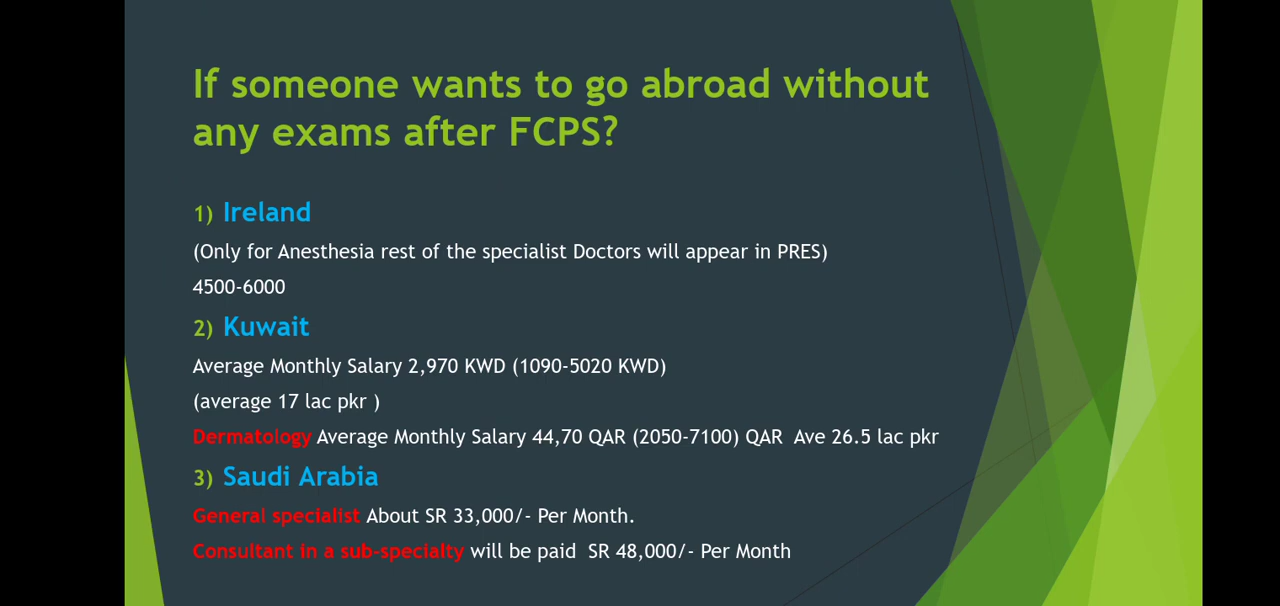 If someone wants to go abroad without
any exams after FCPS?
1) Ireland
(Only for Anesthesia rest of the specialist Doctors will appear in PRES)
4500-6000
2) Kuwait
Average Monthly Salary 2,970 KWD (1090-5020 KWD)
(average 17 lac pkr )
Dermatology Average Monthly Salary 44,70 QAR (2050-7100) QAR  Ave 26.5 lac pkr
3) Saudi Arabia
General specialist About SR 33,000/- Per Month.
Consultant in a sub-specialty will be paid  SR 48,000/- Per Month